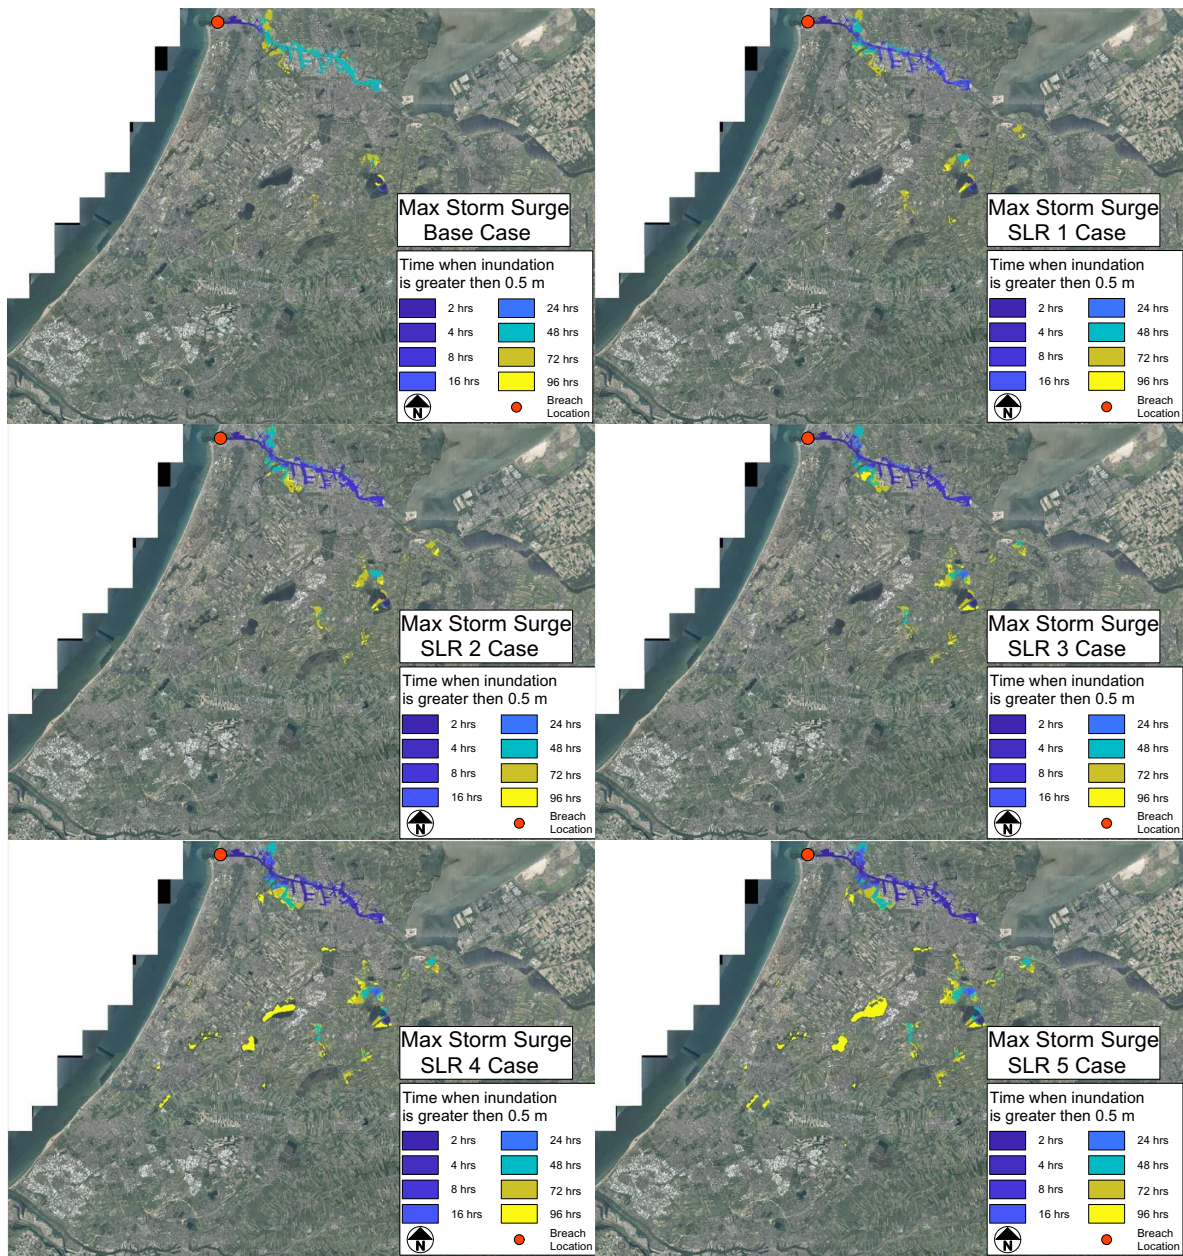 Max Storm Surge
Base Case
Time when inundation
is greater then 0.5 m
2 hrs
24 hrs
4 hrs
48 hrs
8 hrs
72 hrs
16 hrs
96 hrs
N
Breach
Location
Max Storm Surge
SLR 1 Case
Time when inundation
is greater then 0.5 m
2 hrs
24 hrs
4 hrs
48 hrs
8 hrs
72 hrs
16 hrs
96 hrs
N
Breach
Location
Max Storm Surge
SLR 2 Case
Time when inundation
is greater then 0.5 m
2 hrs
24 hrs
4 hrs
48 hrs
8 hrs
72 hrs
16 hrs
96 hrs
N
Breach
Location
Max Storm Surge
SLR 3 Case
Time when inundation
is greater then 0.5 m
2 hrs
24 hrs
4 hrs
48 hrs
8 hrs
72 hrs
16 hrs
96 hrs
N
Breach
Location
Max Storm Surge
SLR 4 Case
Time when inundation
is greater then 0.5 m
2 hrs
24 hrs
4 hrs
48 hrs
8 hrs
72 hrs
16 hrs
96 hrs
N
Breach
Location
Max Storm Surge
SLR 5 Case
Time when inundation
is greater then 0.5 m
2 hrs
24 hrs
4 hrs
48 hrs
8 hrs
72 hrs
16 hrs
96 hrs
N
Breach
Location